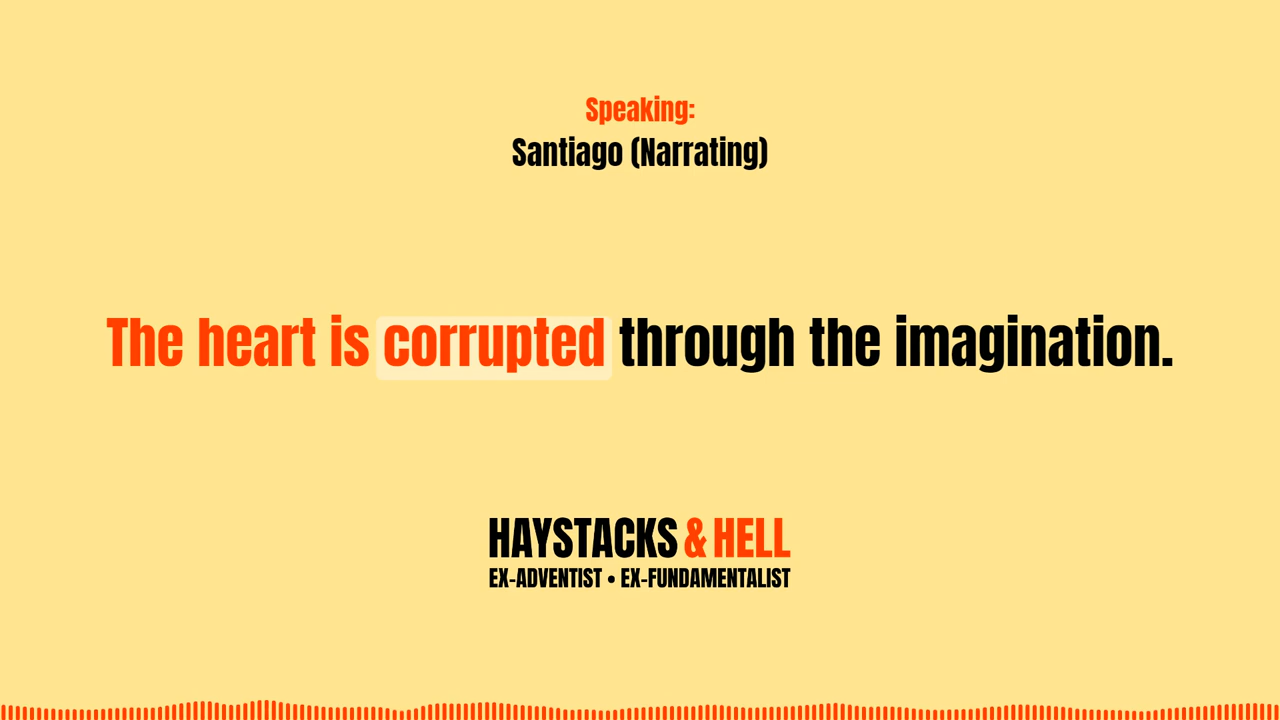 Speaking:
Santiago (Narrating)
The heart is corrupted through the imagination.
HAYSTACKS & HELL
EX-ADVENTIST • EX-FUNDAMENTALIST